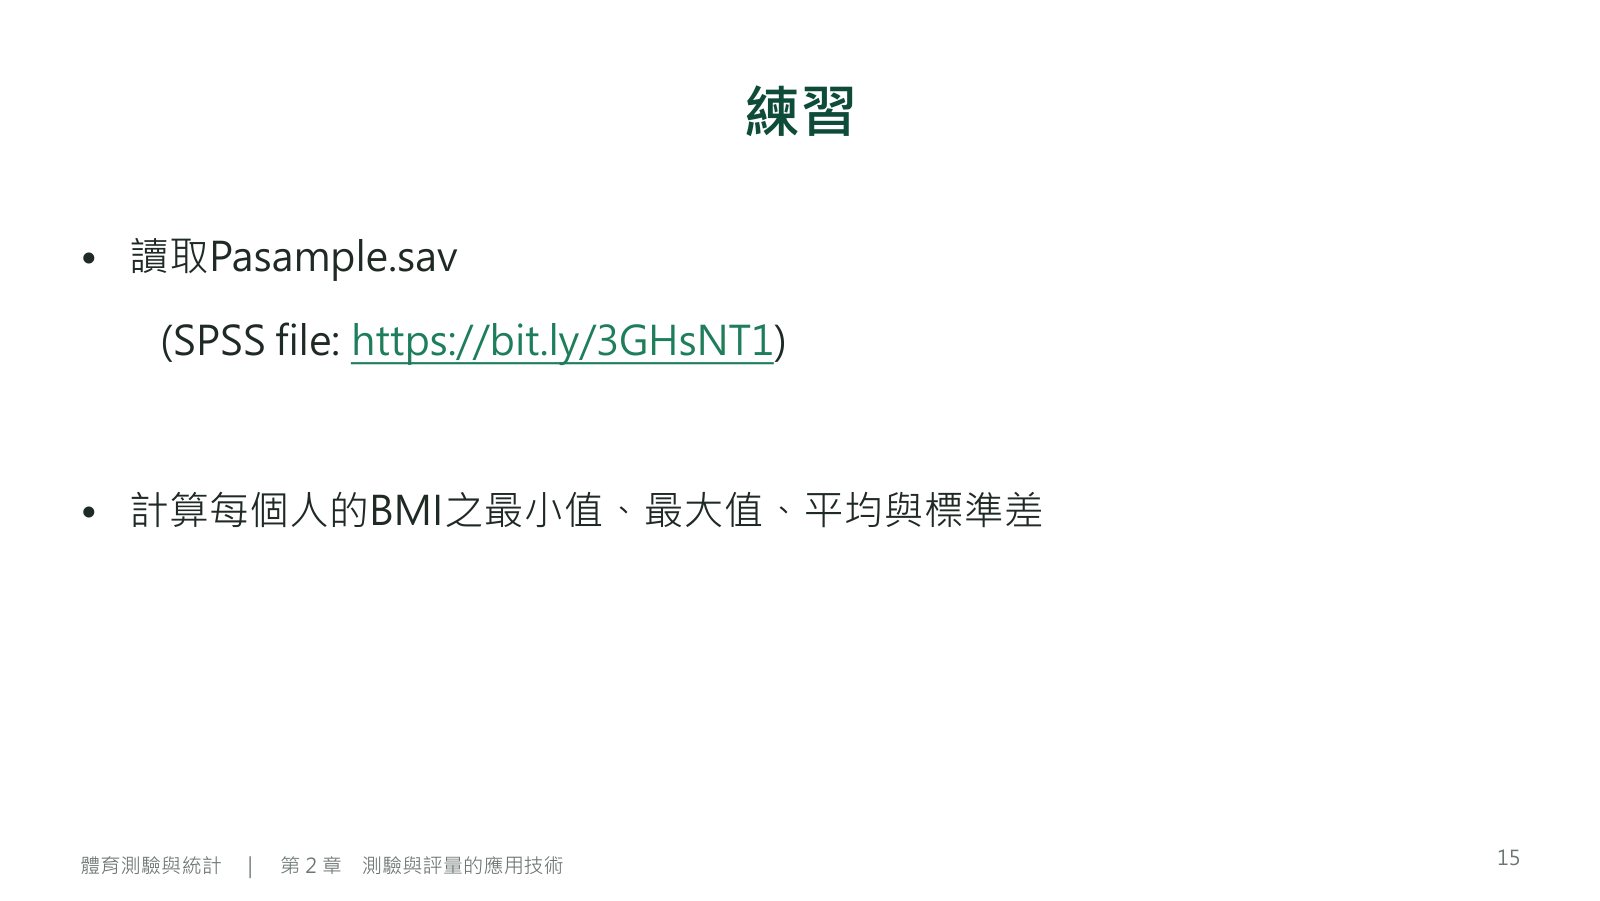 練習
• 讀取Pasample.sav
(SPSS file: https://bit.ly/3GHsNT1)
• 計算每個人的BMI之最小值、最大值、平均與標準差
體育測驗與統計 | 第 2 章 測驗與評量的應用技術
15